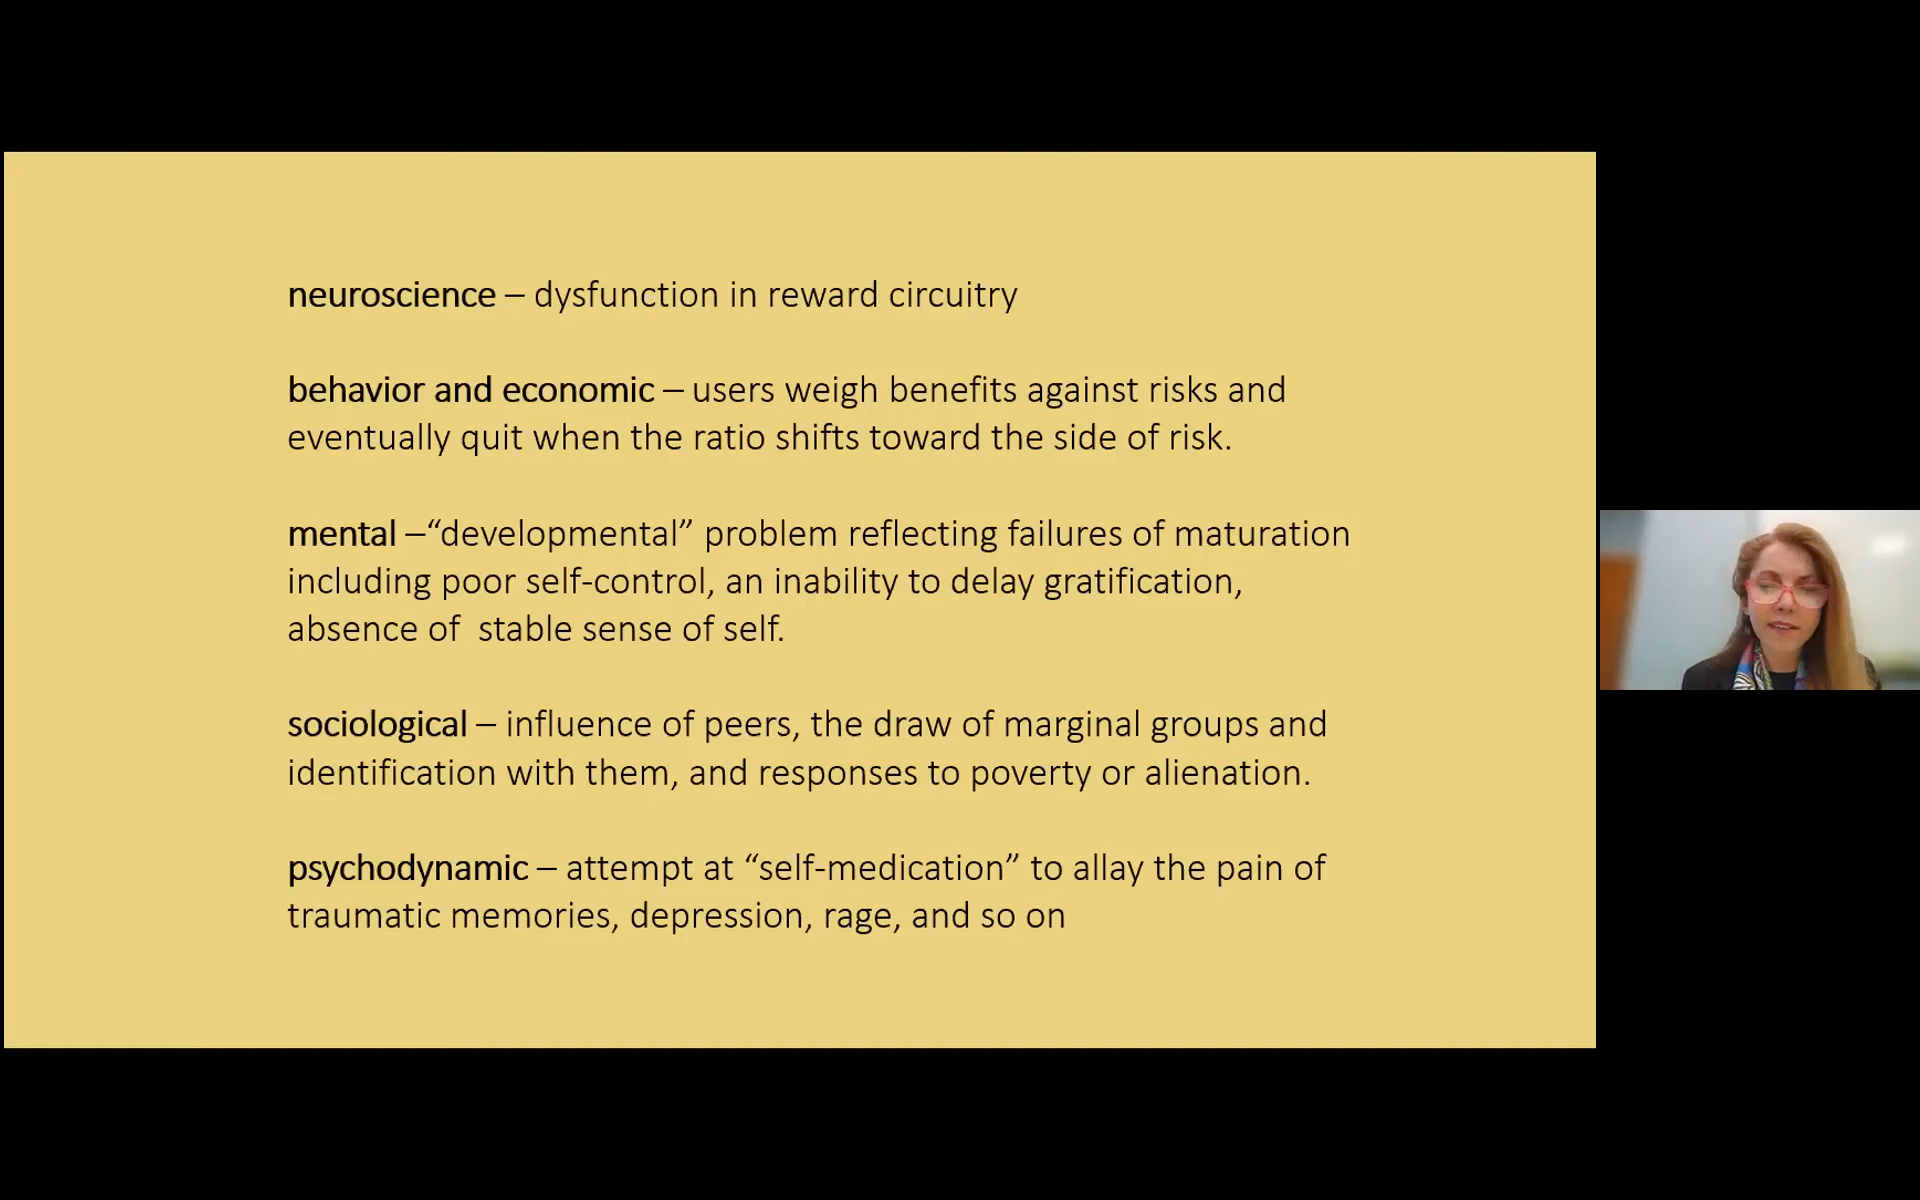 neuroscience – dysfunction in reward circuitry
behavior and economic – users weigh benefits against risks and
eventually quit when the ratio shifts toward the side of risk.
mental –“developmental” problem reflecting failures of maturation
including poor self-control, an inability to delay gratification,
absence of  stable sense of self.
sociological – influence of peers, the draw of marginal groups and
identification with them, and responses to poverty or alienation.
psychodynamic – attempt at “self-medication” to allay the pain of
traumatic memories, depression, rage, and so on